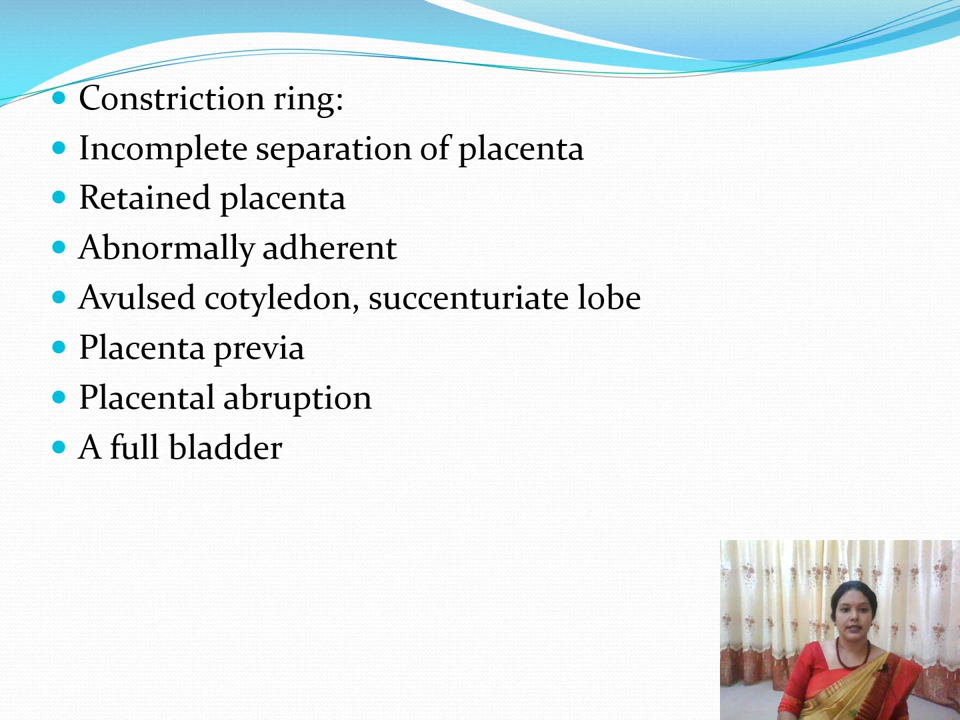 Constriction ring:
Incomplete separation of placenta
Retained placenta
Abnormally adherent
Avulsed cotyledon, succenturiate lobe
Placenta previa
Placental abruption
A full bladder